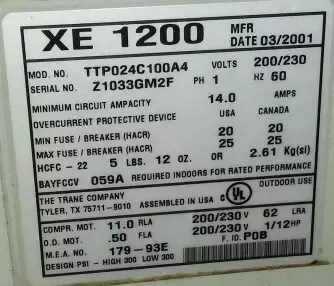 XE 1200 MFR DATE 03/2001
MOD. NO. TTP024C100A4 VOLTS 200/230
SERIAL NO. Z1033GM2F PH 1 HZ 60
MINIMUM CIRCUIT AMPACITY 14.0 AMPS
OVERCURRENT PROTECTIVE DEVICE USA CANADA
MIN FUSE / BREAKER (HACR) 20 20
MAX FUSE / BREAKER (HACR) 25 25
HCFC - 22 5 LBS. 12 OZ. OR 2.61 Kg(si)
BAYFCCV 059A REQUIRED INDOORS FOR RATED PERFORMANCE
THE TRANE COMPANY
TYLER, TX 75711-9010 ASSEMBLED IN USA C UL US
OUTDOOR USE
COMPR. MOT. 11.0 RLA 200/230 V 62 LRA
O.D. MOT. .50 FLA 200/230 V 1/12 HP
M.E.A. NO. 179-93E F. ID. P0B
DESIGN PSI - HIGH 300 LOW 300